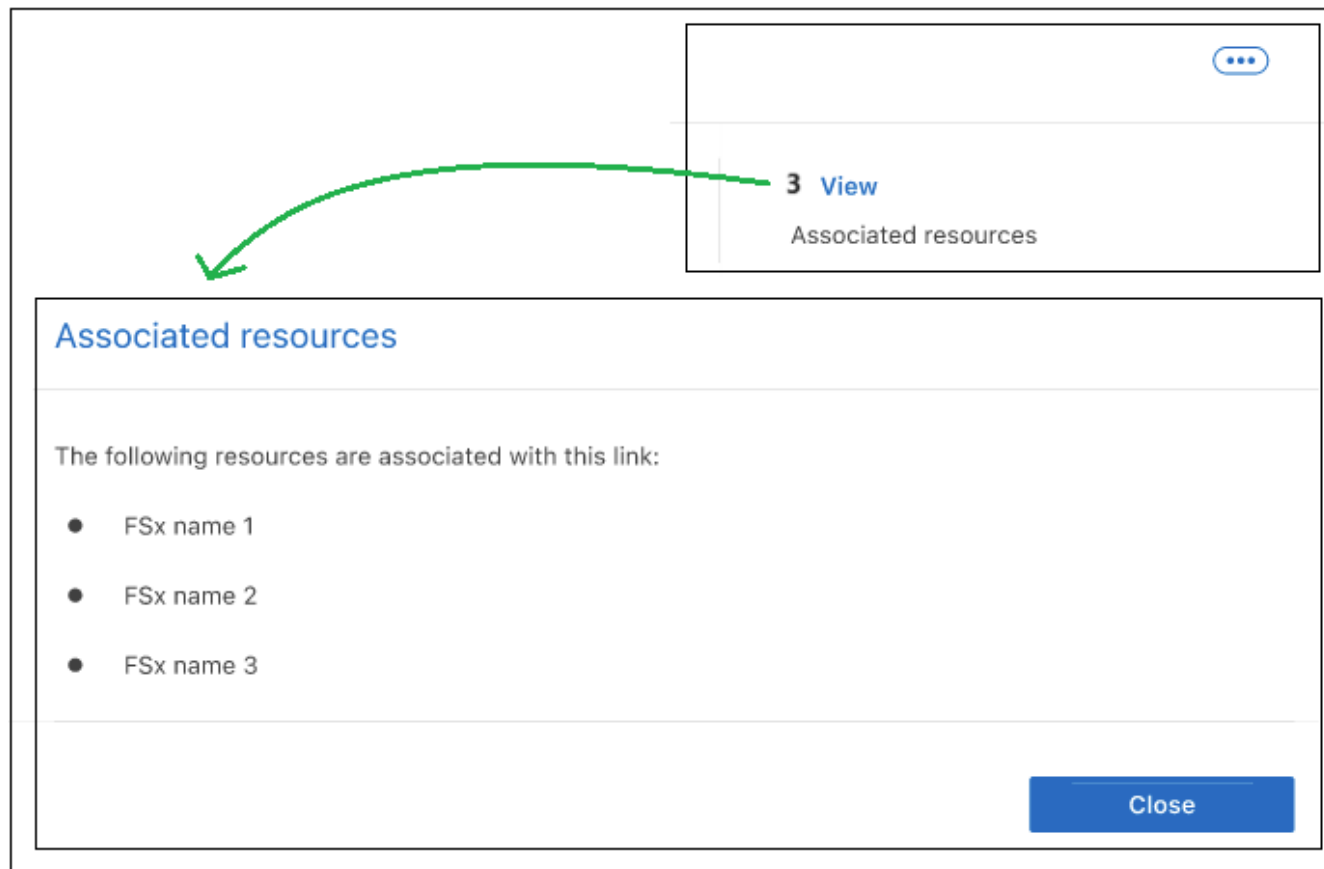 3 View
Associated resources
Associated resources
The following resources are associated with this link:
● FSx name 1
● FSx name 2
● FSx name 3
Close